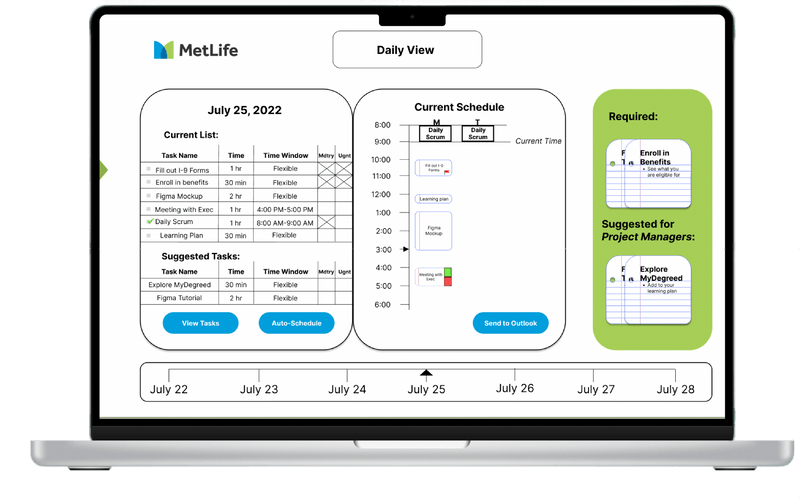 MetLife
Daily View
July 25, 2022
Current List:
Task Name Time Time Window Mdtry Ugnt
Fill out I-9 Forms 1 hr Flexible
Enroll in benefits 30 min Flexible
Figma Mockup 2 hr Flexible
Meeting with Exec 1 hr 4:00 PM-5:00 PM
Daily Scrum 1 hr 8:00 AM-9:00 AM
Learning Plan 30 min Flexible
Suggested Tasks:
Task Name Time Time Window Mdtry Ugnt
Explore MyDegreed 30 min Flexible
Figma Tutorial 2 hr Flexible
View Tasks
Auto-Schedule
Current Schedule
M T
8:00
Daily Scrum
Daily Scrum
9:00
Current Time
10:00
Fill out I-9
Forms
11:00
12:00
Learning plan
1:00
2:00
Figma
Mockup
3:00
4:00
Meeting with
Exec
5:00
6:00
Send to Outlook
Required:
F
T
Enroll in
Benefits
• See what you
are eligible for
Suggested for
Project Managers:
F
T
Explore
MyDegreed
• Add to your
learning plan
July 22
July 23
July 24
July 25
July 26
July 27
July 28